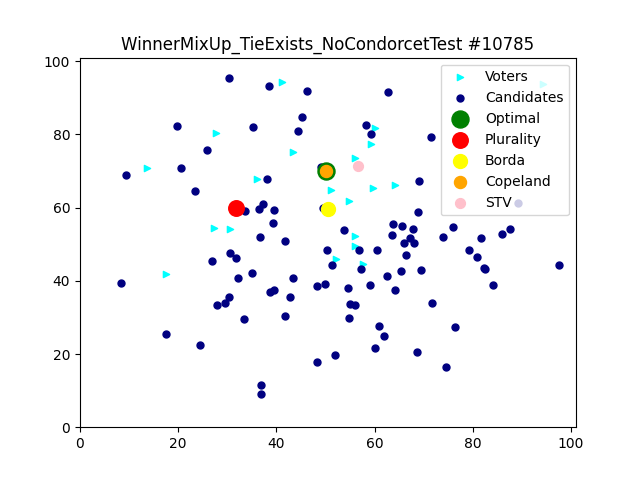 WinnerMixUp_TieExists_NoCondorcetTest #10785
100
80
60
40
20
0
0 20 40 60 80 100
Voters
Candidates
Optimal
Plurality
Borda
Copeland
STV